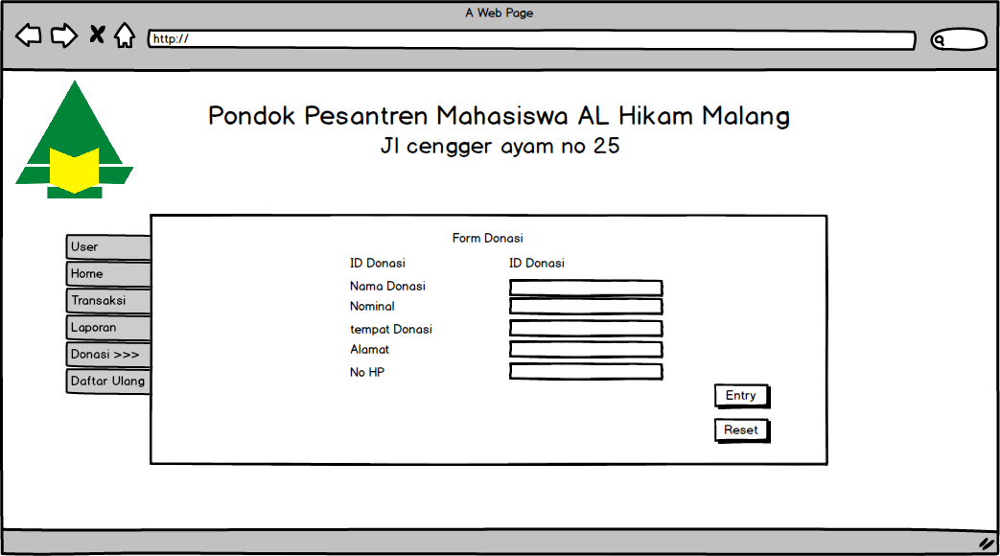 A Web Page
http://
Pondok Pesantren Mahasiswa AL Hikam Malang
Jl cengger ayam no 25
User
Home
Transaksi
Laporan
Donasi >>>
Daftar Ulang
Form Donasi
ID Donasi ID Donasi
Nama Donasi
Nominal
tempat Donasi
Alamat
No HP
Entry
Reset